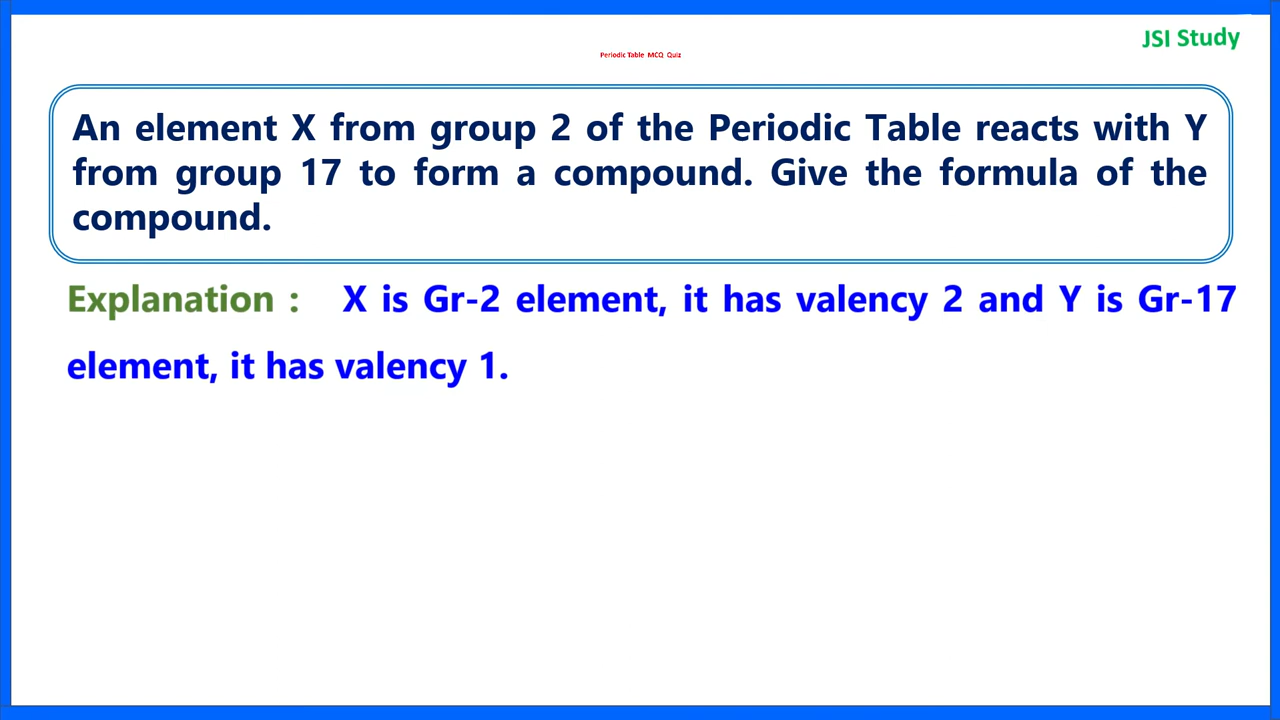 JSI Study
Periodic Table MCQ Quiz
An element X from group 2 of the Periodic Table reacts with Y
from group 17 to form a compound. Give the formula of the
compound.
Explanation : X is Gr-2 element, it has valency 2 and Y is Gr-17
element, it has valency 1.